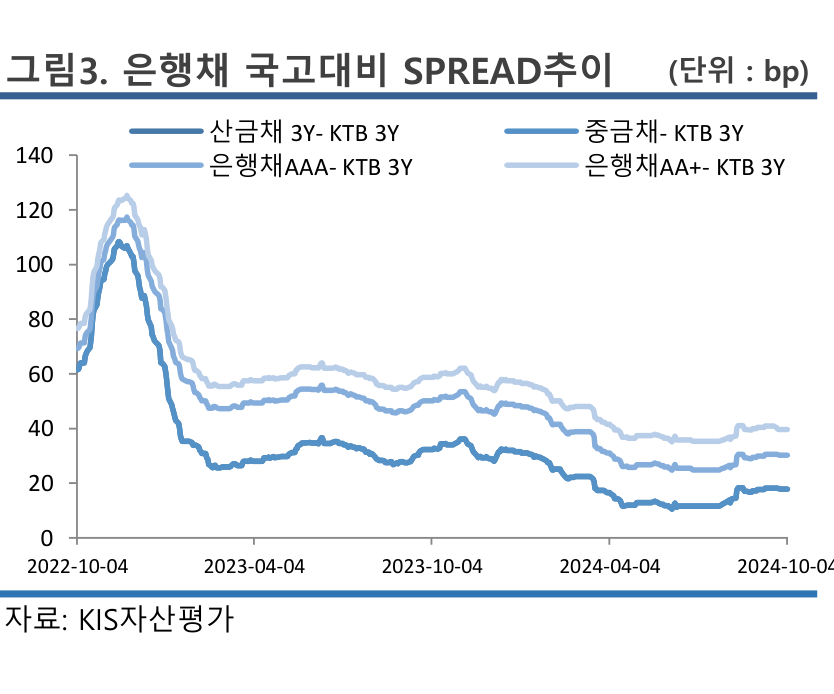 그림3. 은행채 국고대비 SPREAD추이 (단위 : bp)
산금채 3Y- KTB 3Y 중금채- KTB 3Y
은행채AAA- KTB 3Y 은행채AA+- KTB 3Y
140
120
100
80
60
40
20
0
2022-10-04 2023-04-04 2023-10-04 2024-04-04 2024-10-04
자료: KIS자산평가